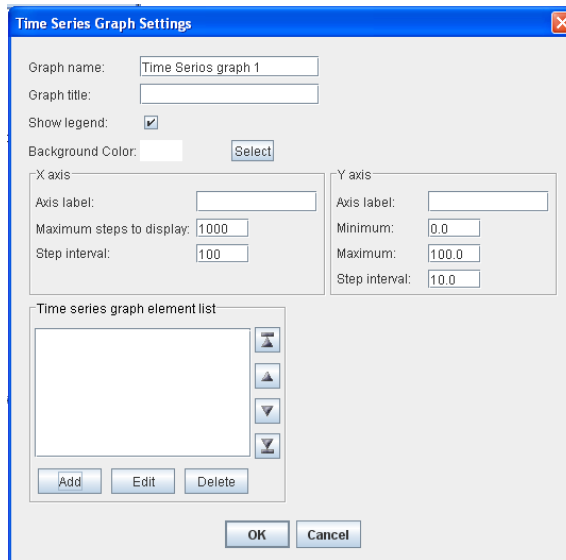 Time Series Graph Settings
Graph name: Time Serios graph 1
Graph title:
Show legend:
Background Color: Select
X axis
Axis label:
Maximum steps to display: 1000
Step interval: 100
Y axis
Axis label:
Minimum: 0.0
Maximum: 100.0
Step interval: 10.0
Time series graph element list
Add Edit Delete
OK Cancel